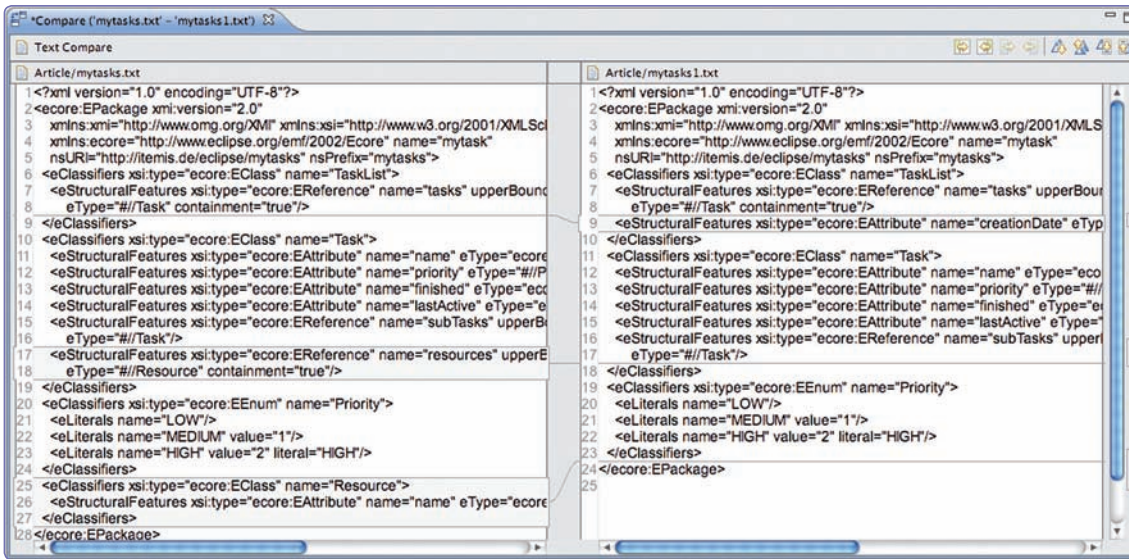 *Compare ('mytasks.txt' – 'mytasks1.txt')
Text Compare
Article/mytasks.txt
1 <?xml version="1.0" encoding="UTF-8"?>
2 <ecore:EPackage xmi:version="2.0"
3 xmlns:xmi="http://www.omg.org/XMI" xmlns:xsi="http://www.w3.org/2001/XMLScl
4 xmlns:ecore="http://www.eclipse.org/emf/2002/Ecore" name="mytask"
5 nsURI="http://itemis.de/eclipse/mytasks" nsPrefix="mytasks">
6 <eClassifiers xsi:type="ecore:EClass" name="TaskList">
7 <eStructuralFeatures xsi:type="ecore:EReference" name="tasks" upperBounc
8 eType="#//Task" containment="true"/>
9 </eClassifiers>
10 <eClassifiers xsi:type="ecore:EClass" name="Task">
11 <eStructuralFeatures xsi:type="ecore:EAttribute" name="name" eType="ecore
12 <eStructuralFeatures xsi:type="ecore:EAttribute" name="priority" eType="#//P
13 <eStructuralFeatures xsi:type="ecore:EAttribute" name="finished" eType="ecc
14 <eStructuralFeatures xsi:type="ecore:EAttribute" name="lastActive" eType="e
15 <eStructuralFeatures xsi:type="ecore:EReference" name="subTasks" upperB
16 eType="#//Task"/>
17 <eStructuralFeatures xsi:type="ecore:EReference" name="resources" upperE
18 eType="#//Resource" containment="true"/>
19 </eClassifiers>
20 <eClassifiers xsi:type="ecore:EEnum" name="Priority">
21 <eLiterals name="LOW"/>
22 <eLiterals name="MEDIUM" value="1"/>
23 <eLiterals name="HIGH" value="2" literal="HIGH"/>
24 </eClassifiers>
25 <eClassifiers xsi:type="ecore:EClass" name="Resource">
26 <eStructuralFeatures xsi:type="ecore:EAttribute" name="name" eType="ecore
27 </eClassifiers>
28 </ecore:EPackage>
Article/mytasks1.txt
1 <?xml version="1.0" encoding="UTF-8"?>
2 <ecore:EPackage xmi:version="2.0"
3 xmlns:xmi="http://www.omg.org/XMI" xmlns:xsi="http://www.w3.org/2001/XMLS
4 xmlns:ecore="http://www.eclipse.org/emf/2002/Ecore" name="mytask"
5 nsURI="http://itemis.de/eclipse/mytasks" nsPrefix="mytasks">
6 <eClassifiers xsi:type="ecore:EClass" name="TaskList">
7 <eStructuralFeatures xsi:type="ecore:EReference" name="tasks" upperBour
8 eType="#//Task" containment="true"/>
9 <eStructuralFeatures xsi:type="ecore:EAttribute" name="creationDate" eTyp
10 </eClassifiers>
11 <eClassifiers xsi:type="ecore:EClass" name="Task">
12 <eStructuralFeatures xsi:type="ecore:EAttribute" name="name" eType="eco
13 <eStructuralFeatures xsi:type="ecore:EAttribute" name="priority" eType="#//
14 <eStructuralFeatures xsi:type="ecore:EAttribute" name="finished" eType="e
15 <eStructuralFeatures xsi:type="ecore:EAttribute" name="lastActive" eType="
16 <eStructuralFeatures xsi:type="ecore:EReference" name="subTasks" upperl
17 eType="#//Task"/>
18 </eClassifiers>
19 <eClassifiers xsi:type="ecore:EEnum" name="Priority">
20 <eLiterals name="LOW"/>
21 <eLiterals name="MEDIUM" value="1"/>
22 <eLiterals name="HIGH" value="2" literal="HIGH"/>
23 </eClassifiers>
24 </ecore:EPackage>
25